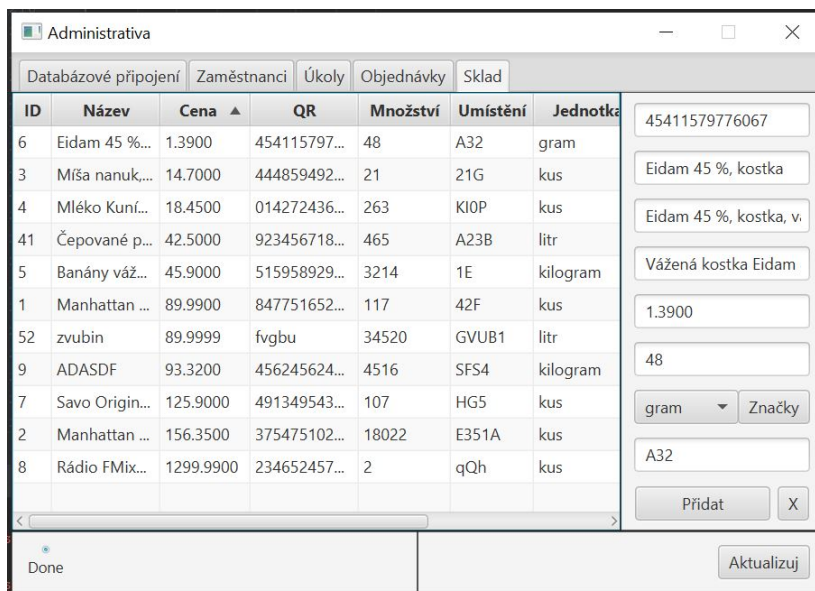 Administrativa
Databázové připojení Zaměstnanci Úkoly Objednávky Sklad
ID Název Cena QR Množství Umístění Jednotka
6 Eidam 45 %... 1.3900 454115797... 48 A32 gram
3 Míša nanuk,... 14.7000 444859492... 21 21G kus
4 Mléko Kuní... 18.4500 014272436... 263 KI0P kus
41 Čepované p... 42.5000 923456718... 465 A23B litr
5 Banány váž... 45.9000 515958929... 3214 1E kilogram
1 Manhattan ... 89.9900 847751652... 117 42F kus
52 zvubin 89.9999 fvgbu 34520 GVUB1 litr
9 ADASDF 93.3200 456245624... 4516 SFS4 kilogram
7 Savo Origin... 125.9000 491349543... 107 HG5 kus
2 Manhattan ... 156.3500 375475102... 18022 E351A kus
8 Rádio FMix... 1299.9900 234652457... 2 qQh kus
45411579776067
Eidam 45 %, kostka
Eidam 45 %, kostka, v
Vážená kostka Eidam
1.3900
48
gram Značky
A32
Přidat X
Done
Aktualizuj